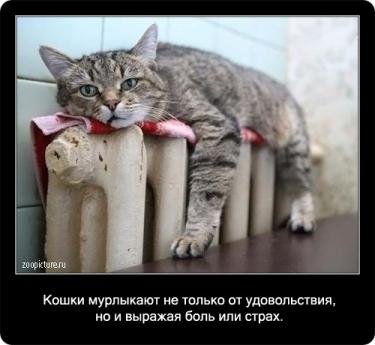 zoopicture.ru
Кошки мурлыкают не только от удовольствия,
но и выражая боль или страх.